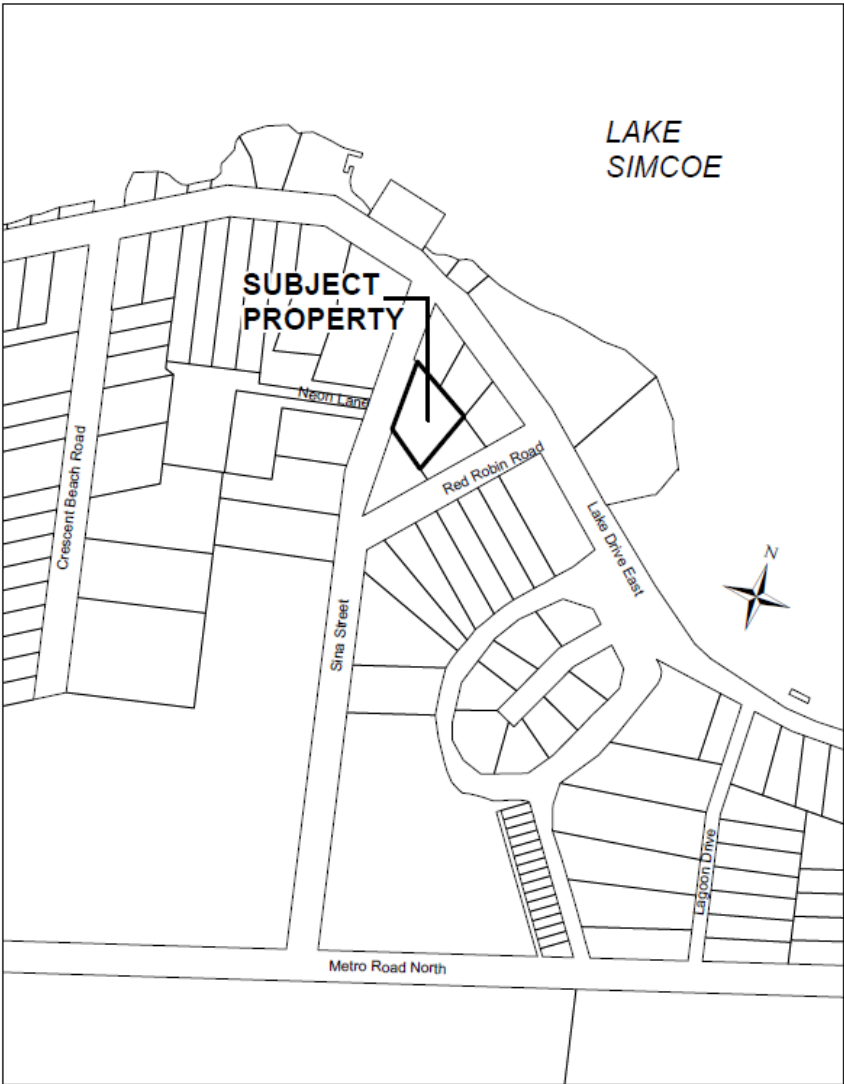 LAKE
SIMCOE
SUBJECT
PROPERTY
Neon Lane
Red Robin Road
Crescent Beach Road
Lake Drive East
N
Sina Street
Lagoon Drive
Metro Road North